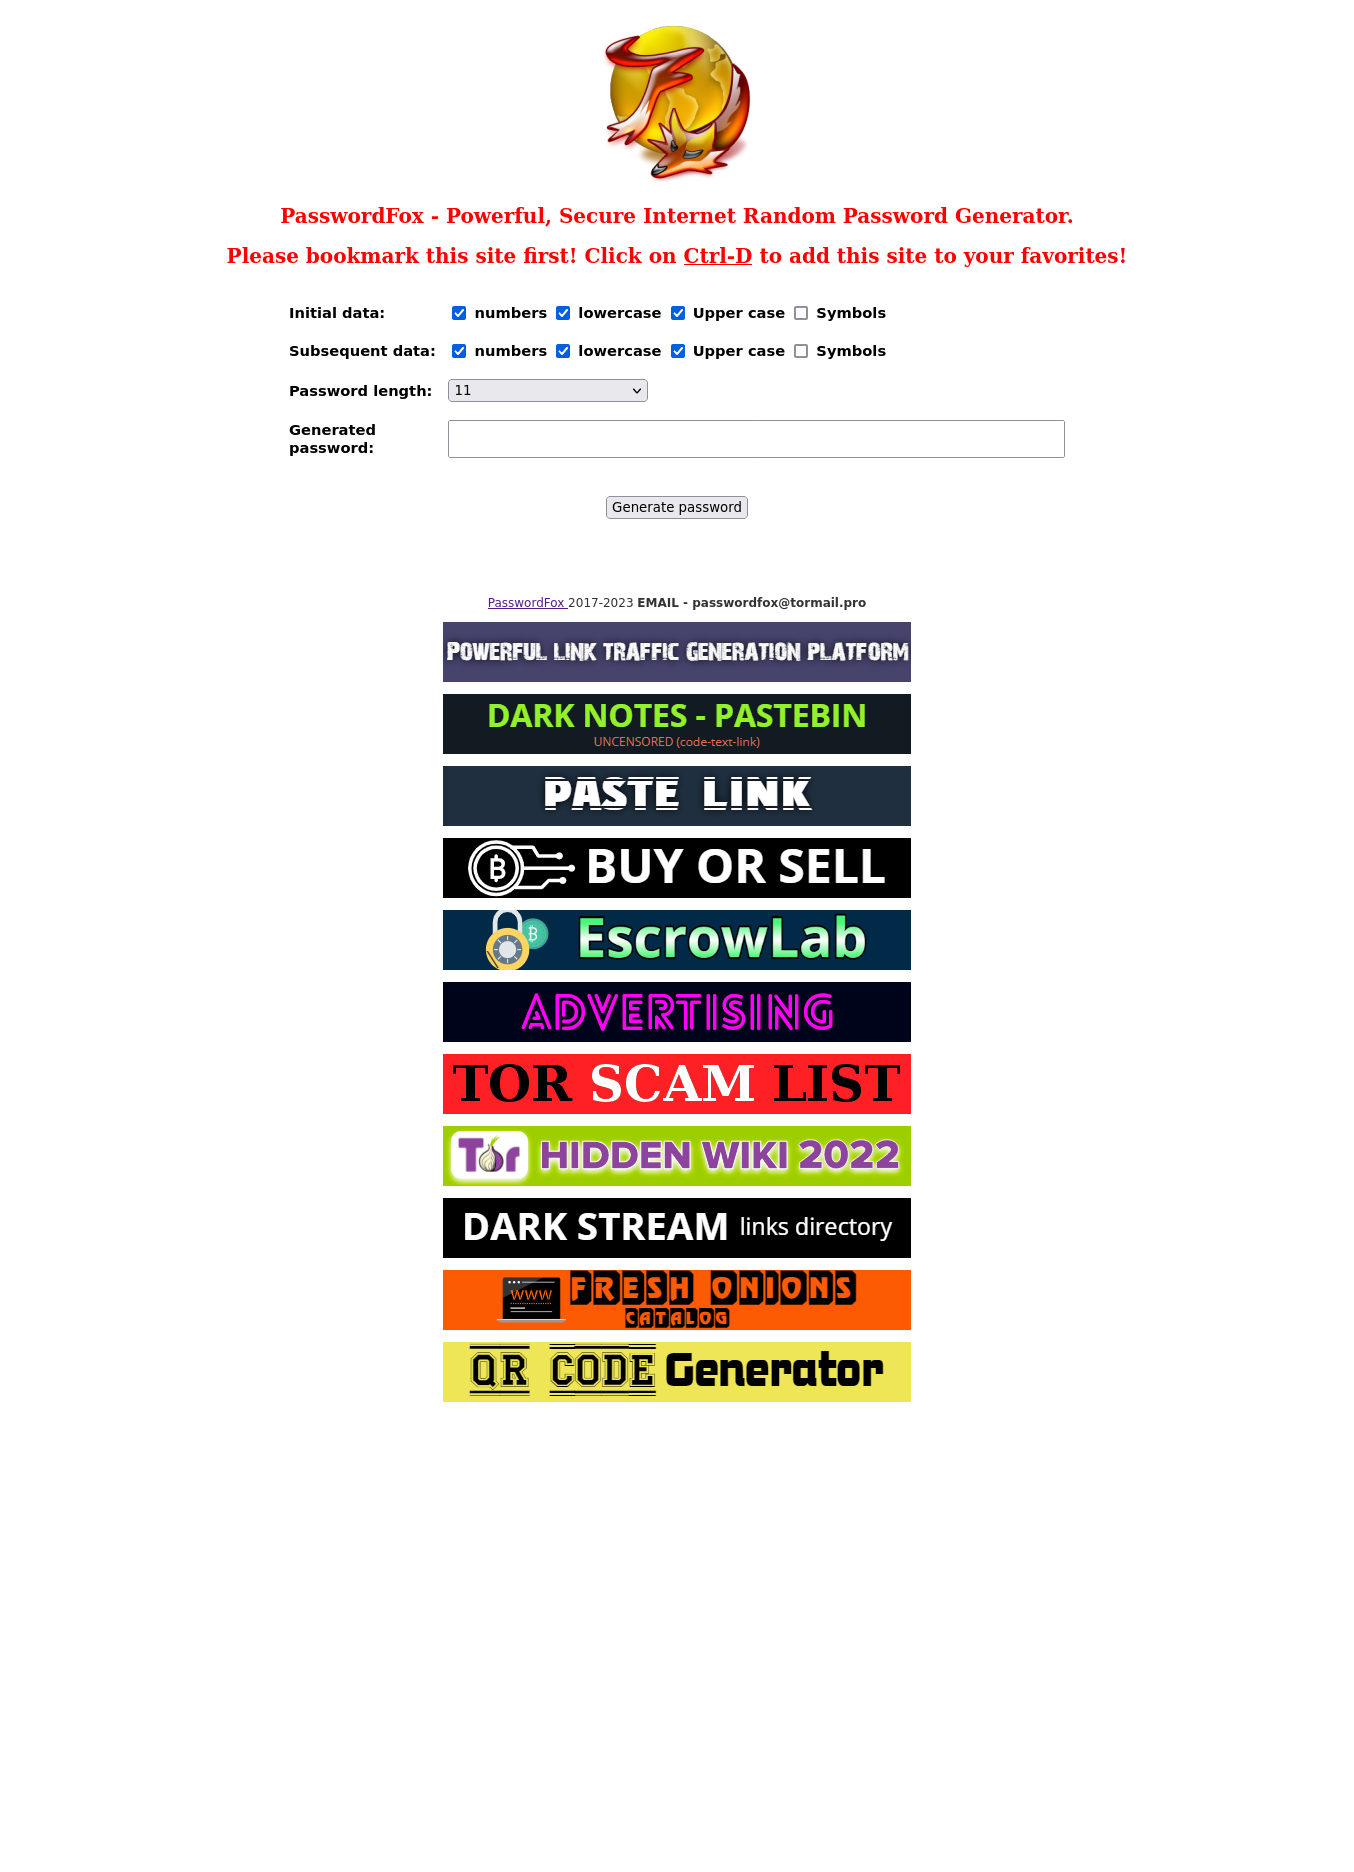 PasswordFox - Powerful, Secure Internet Random Password Generator.
Please bookmark this site first! Click on Ctrl-D to add this site to your favorites!
Initial data: numbers lowercase Upper case Symbols
Subsequent data: numbers lowercase Upper case Symbols
Password length: 11
Generated
password:
Generate password
PasswordFox 2017-2023 EMAIL - passwordfox@tormail.pro
POWERFUL LINK TRAFFIC GENERATION PLATFORM
DARK NOTES - PASTEBIN
UNCENSORED (code-text-link)
PASTE LINK
BUY OR SELL
EscrowLab
ADVERTISING
TOR SCAM LIST
Tor HIDDEN WIKI 2022
DARK STREAM links directory
WWW FRESH ONIONS
CATALOG
QR CODE Generator